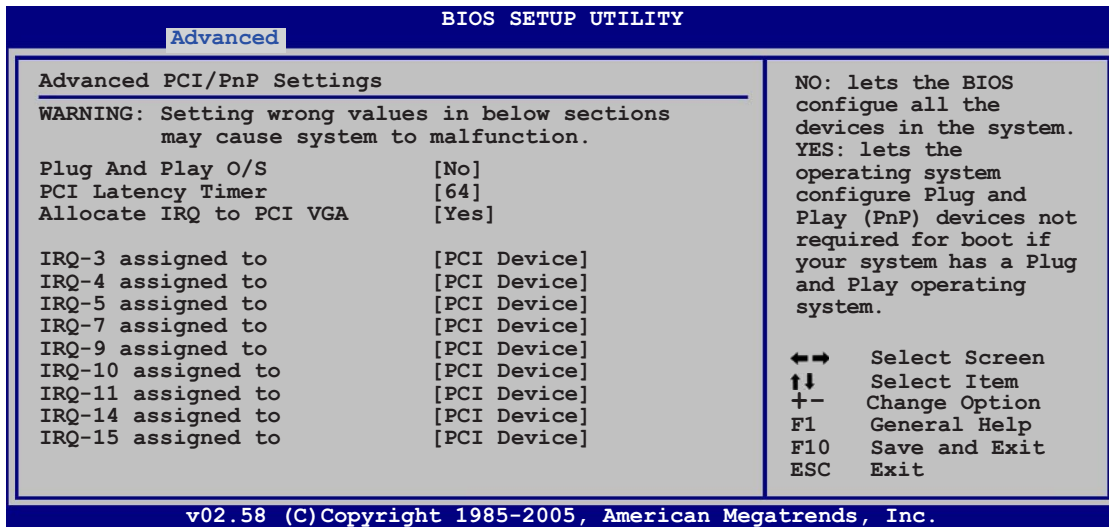 BIOS SETUP UTILITY
Advanced
Advanced PCI/PnP Settings
WARNING: Setting wrong values in below sections
may cause system to malfunction.
Plug And Play O/S [No]
PCI Latency Timer [64]
Allocate IRQ to PCI VGA [Yes]
IRQ-3 assigned to [PCI Device]
IRQ-4 assigned to [PCI Device]
IRQ-5 assigned to [PCI Device]
IRQ-7 assigned to [PCI Device]
IRQ-9 assigned to [PCI Device]
IRQ-10 assigned to [PCI Device]
IRQ-11 assigned to [PCI Device]
IRQ-14 assigned to [PCI Device]
IRQ-15 assigned to [PCI Device]
NO: lets the BIOS
configue all the
devices in the system.
YES: lets the
operating system
configure Plug and
Play (PnP) devices not
required for boot if
your system has a Plug
and Play operating
system.
←→ Select Screen
↑↓ Select Item
+- Change Option
F1 General Help
F10 Save and Exit
ESC Exit
v02.58 (C)Copyright 1985-2005, American Megatrends, Inc.